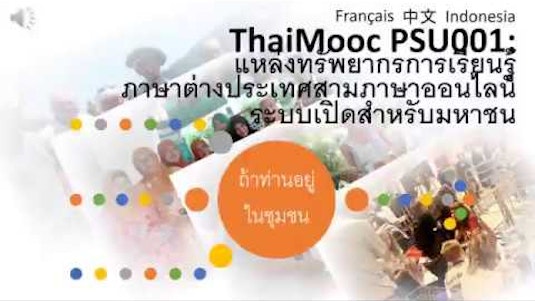 Français 中文 Indonesia
ThaiMooc PSU001:
แหล่งทรัพยากรการเรียนรู้
ภาษาต่างประเทศสามภาษาออนไลน์
ระบบเปิดสำหรับมหาชน
ถ้าท่านอยู่
ในชุมชน